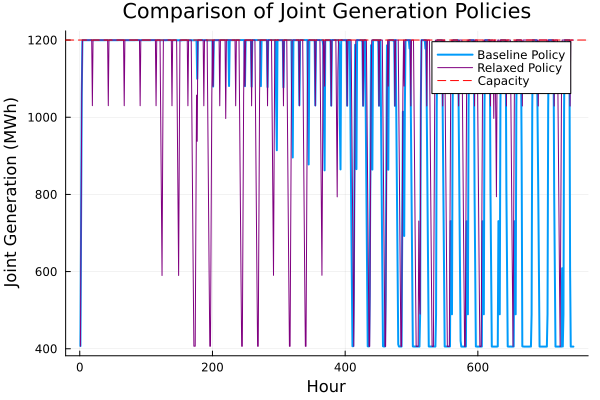 Comparison of Joint Generation Policies
Joint Generation (MWh)
1200
1000
800
600
400
Baseline Policy
Relaxed Policy
Capacity
0
200
400
600
Hour